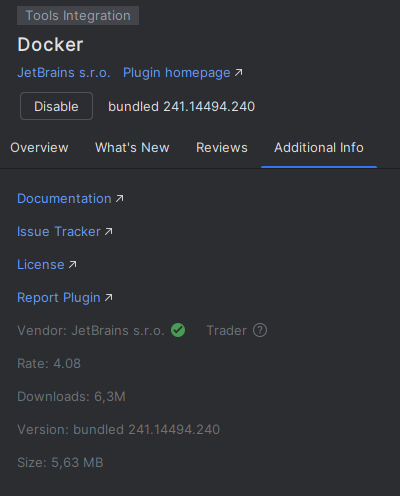 Tools Integration
Docker
JetBrains s.r.o. Plugin homepage ↗
Disable bundled 241.14494.240
Overview What's New Reviews Additional Info
Documentation ↗
Issue Tracker ↗
License ↗
Report Plugin ↗
Vendor: JetBrains s.r.o. Trader ?
Rate: 4.08
Downloads: 6,3M
Version: bundled 241.14494.240
Size: 5,63 MB